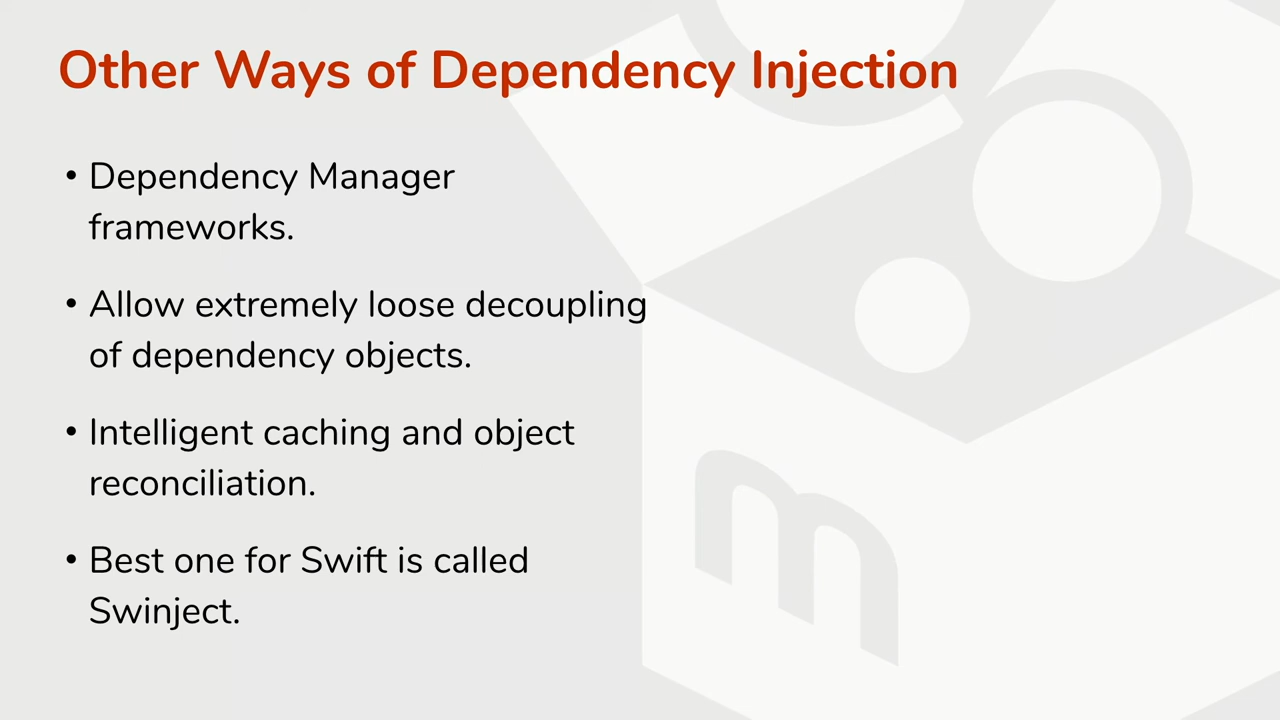 Other Ways of Dependency Injection
• Dependency Manager
frameworks.
• Allow extremely loose decoupling
of dependency objects.
• Intelligent caching and object
reconciliation.
• Best one for Swift is called
Swinject.
m